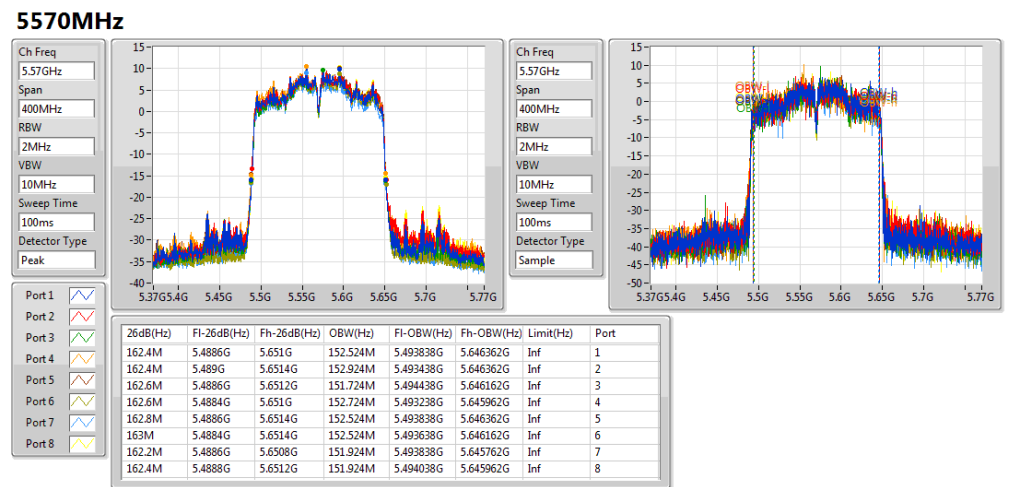 5570MHz
Ch Freq
5.57GHz
Span
400MHz
RBW
2MHz
VBW
10MHz
Sweep Time
100ms
Detector Type
Peak
15-
10-
5-
0-
-5-
-10-
-15-
-20-
-25-
-30-
-35-
-40-
5.37G 5.4G 5.45G 5.5G 5.55G 5.6G 5.65G 5.7G 5.77G
Ch Freq
5.57GHz
Span
400MHz
RBW
2MHz
VBW
10MHz
Sweep Time
100ms
Detector Type
Sample
15-
10-
5-
0-
-5-
-10-
-15-
-20-
-25-
-30-
-35-
-40-
-45-
-50-
5.37G 5.4G 5.45G 5.5G 5.55G 5.6G 5.65G 5.7G 5.77G
Port 1
Port 2
Port 3
Port 4
Port 5
Port 6
Port 7
Port 8
26dB(Hz) Fl-26dB(Hz) Fh-26dB(Hz) OBW(Hz) Fl-OBW(Hz) Fh-OBW(Hz) Limit(Hz) Port
162.4M 5.4886G 5.651G 152.524M 5.493838G 5.646362G Inf 1
162.4M 5.489G 5.6514G 152.924M 5.493438G 5.646362G Inf 2
162.6M 5.4886G 5.6512G 151.724M 5.494438G 5.646162G Inf 3
162.6M 5.4884G 5.651G 152.724M 5.493238G 5.645962G Inf 4
162.8M 5.4886G 5.6514G 152.524M 5.493838G 5.646362G Inf 5
163M 5.4884G 5.6514G 152.524M 5.493638G 5.646162G Inf 6
162.2M 5.4886G 5.6508G 151.924M 5.493838G 5.645762G Inf 7
162.4M 5.4888G 5.6512G 151.924M 5.494038G 5.645962G Inf 8